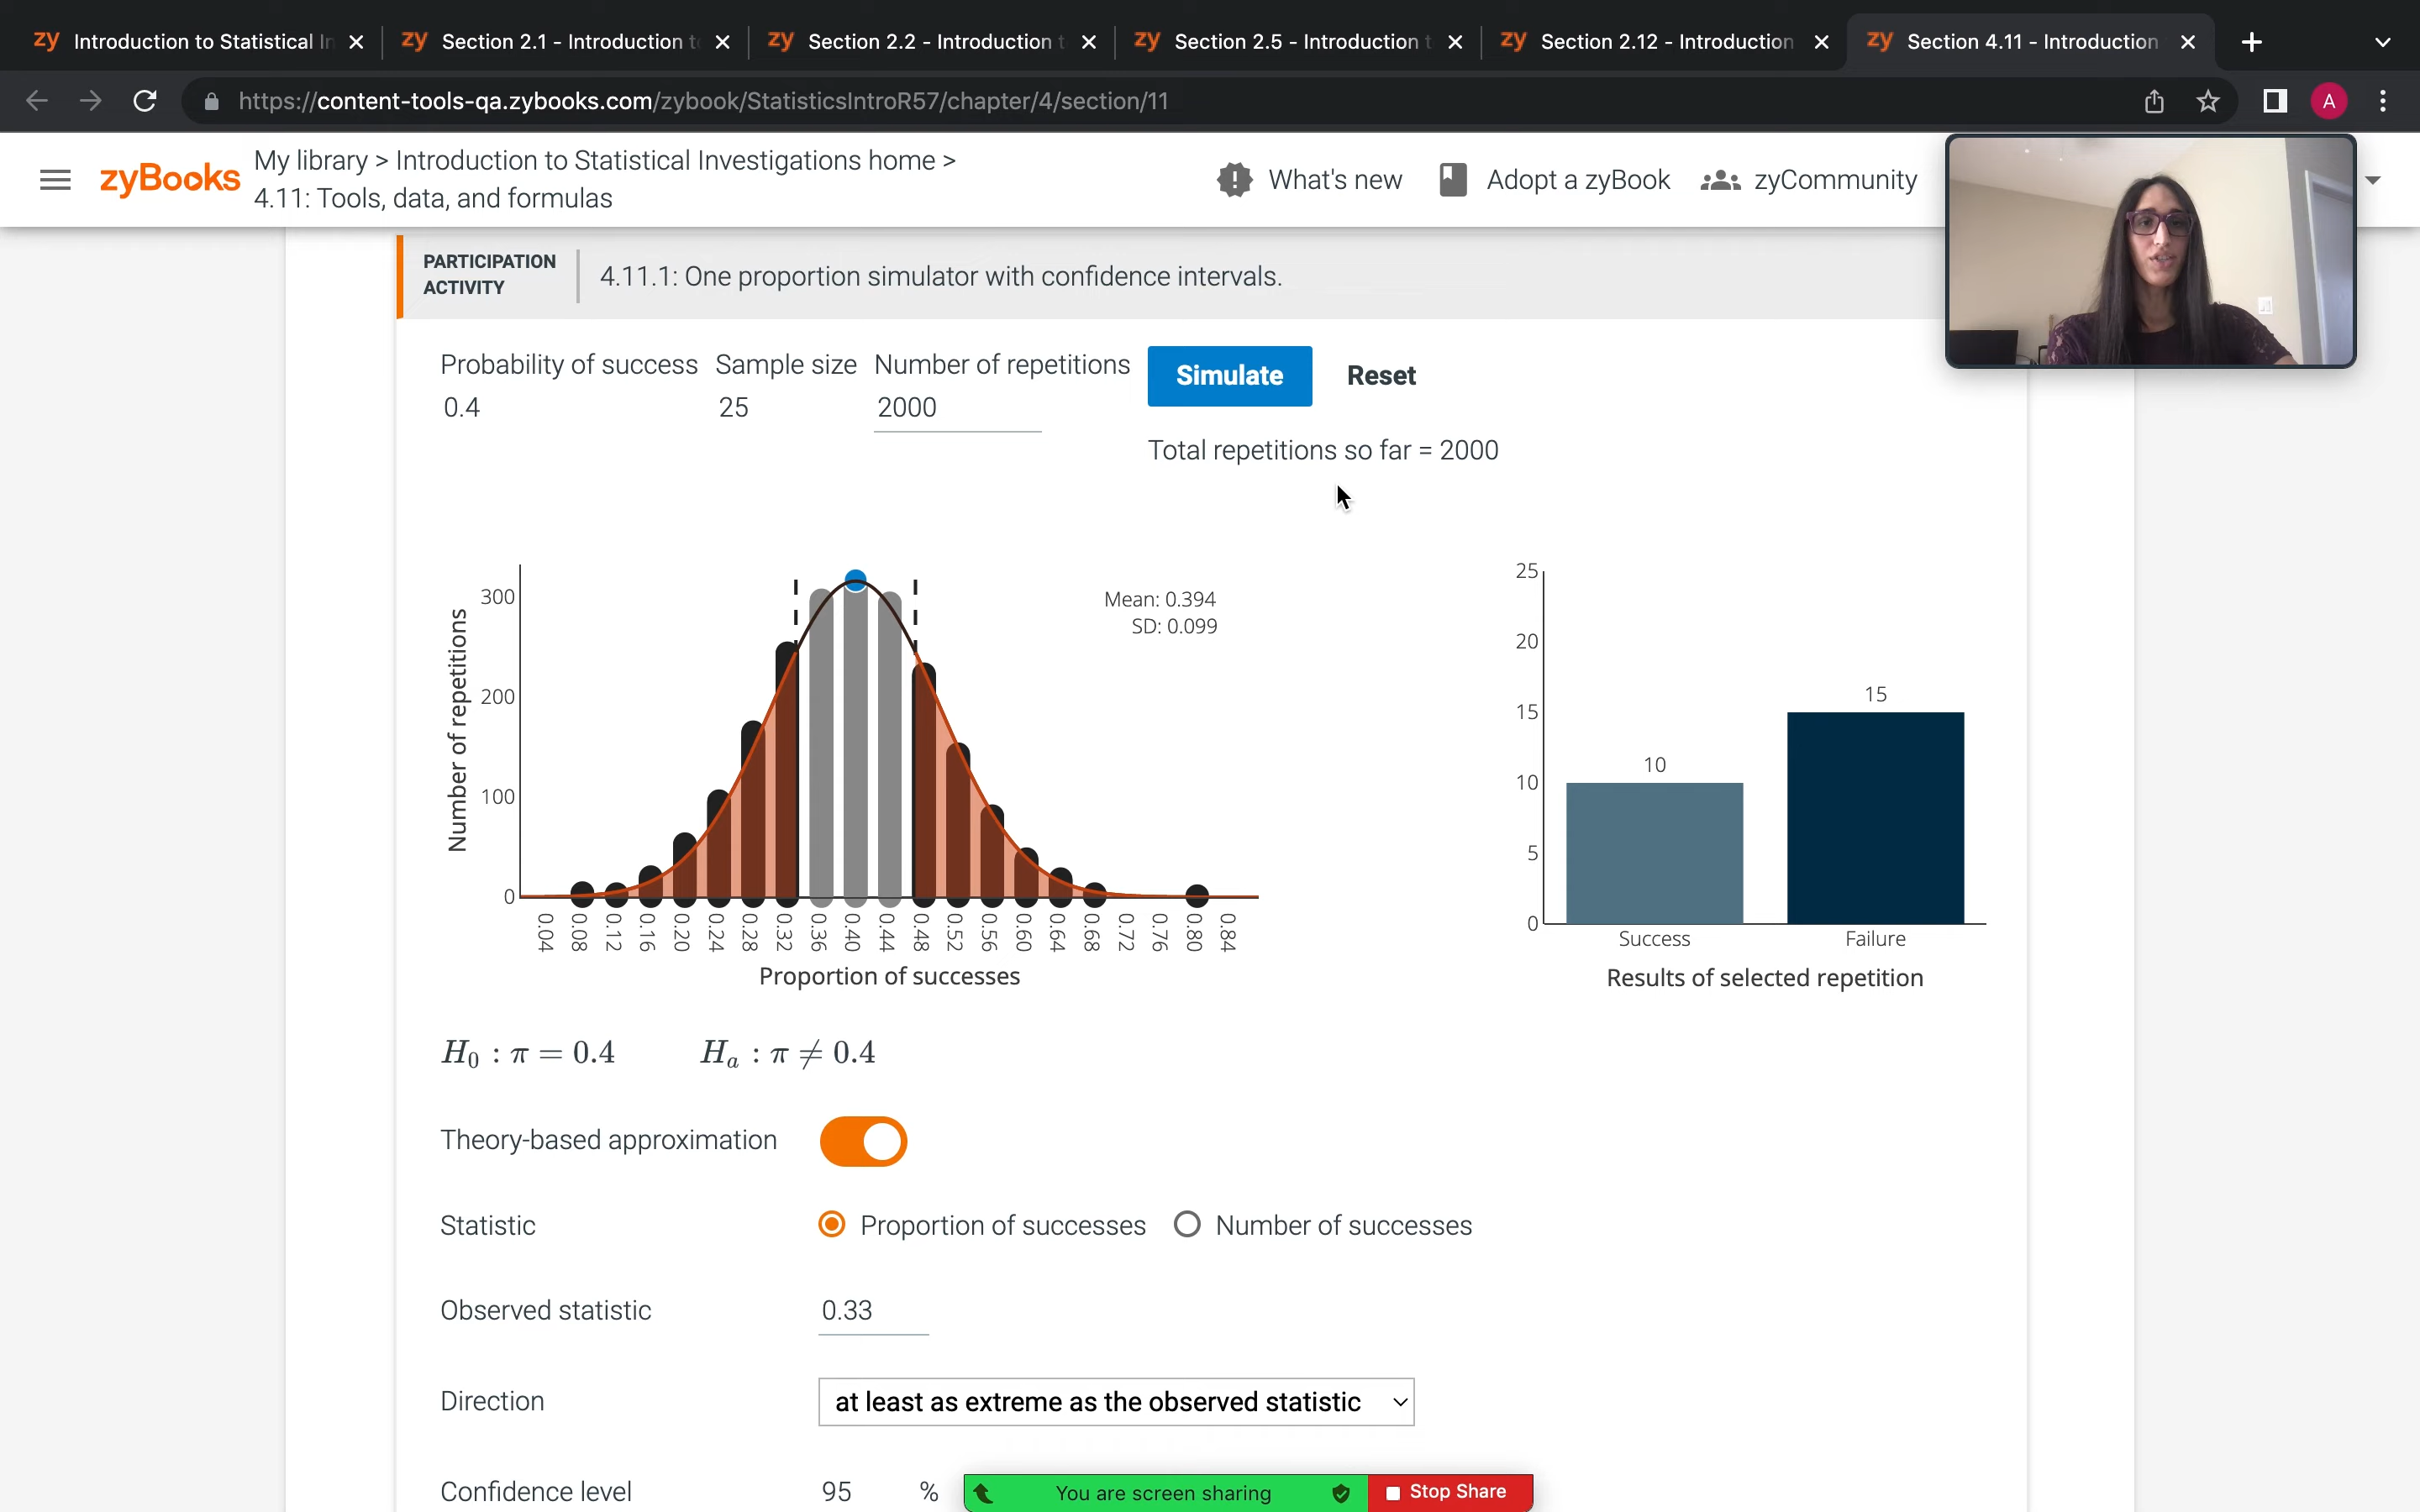 zy Introduction to Statistical In
zy Section 2.1 - Introduction to
zy Section 2.2 - Introduction t
zy Section 2.5 - Introduction t
zy Section 2.12 - Introduction
zy Section 4.11 - Introduction
https://content-tools-qa.zybooks.com/zybook/StatisticsIntroR57/chapter/4/section/11
A
zyBooks
My library > Introduction to Statistical Investigations home >
4.11: Tools, data, and formulas
What's new
Adopt a zyBook
zyCommunity
PARTICIPATION
ACTIVITY
4.11.1: One proportion simulator with confidence intervals.
Probability of success Sample size Number of repetitions
0.4 25 2000
Simulate
Reset
Total repetitions so far = 2000
Number of repetitions
300
200
100
0
Mean: 0.394
SD: 0.099
0.04 0.08 0.12 0.16 0.20 0.24 0.28 0.32 0.36 0.40 0.44 0.48 0.52 0.56 0.60 0.64 0.68 0.72 0.76 0.80 0.84
Proportion of successes
25
20
15
10
5
0
10
15
Success Failure
Results of selected repetition
H₀ : π = 0.4 Hₐ : π ≠ 0.4
Theory-based approximation
Statistic Proportion of successes Number of successes
Observed statistic 0.33
Direction at least as extreme as the observed statistic
Confidence level 95 %
You are screen sharing Stop Share